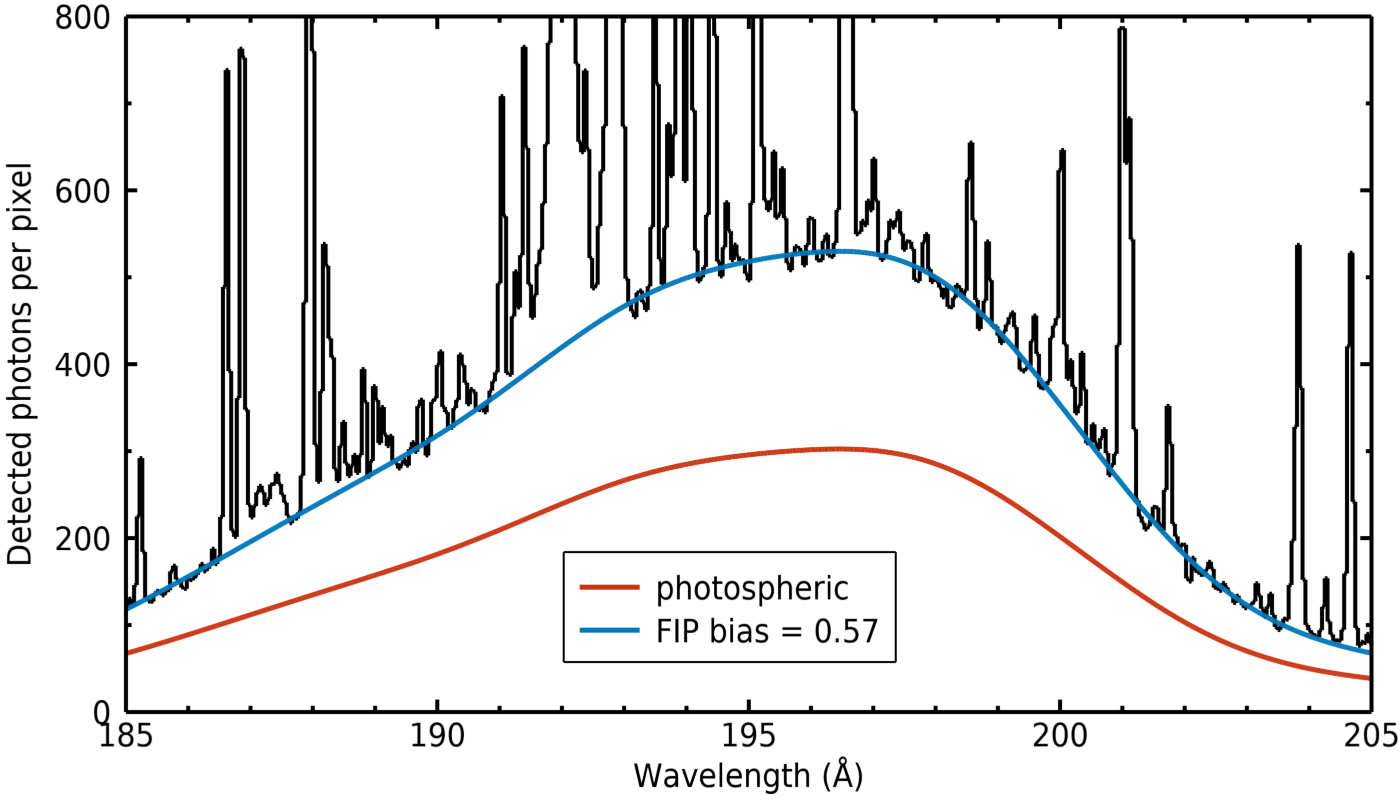 Detected photons per pixel
800
600
400
200
0
185
190
195
200
205
Wavelength (Å)
photospheric
FIP bias = 0.57